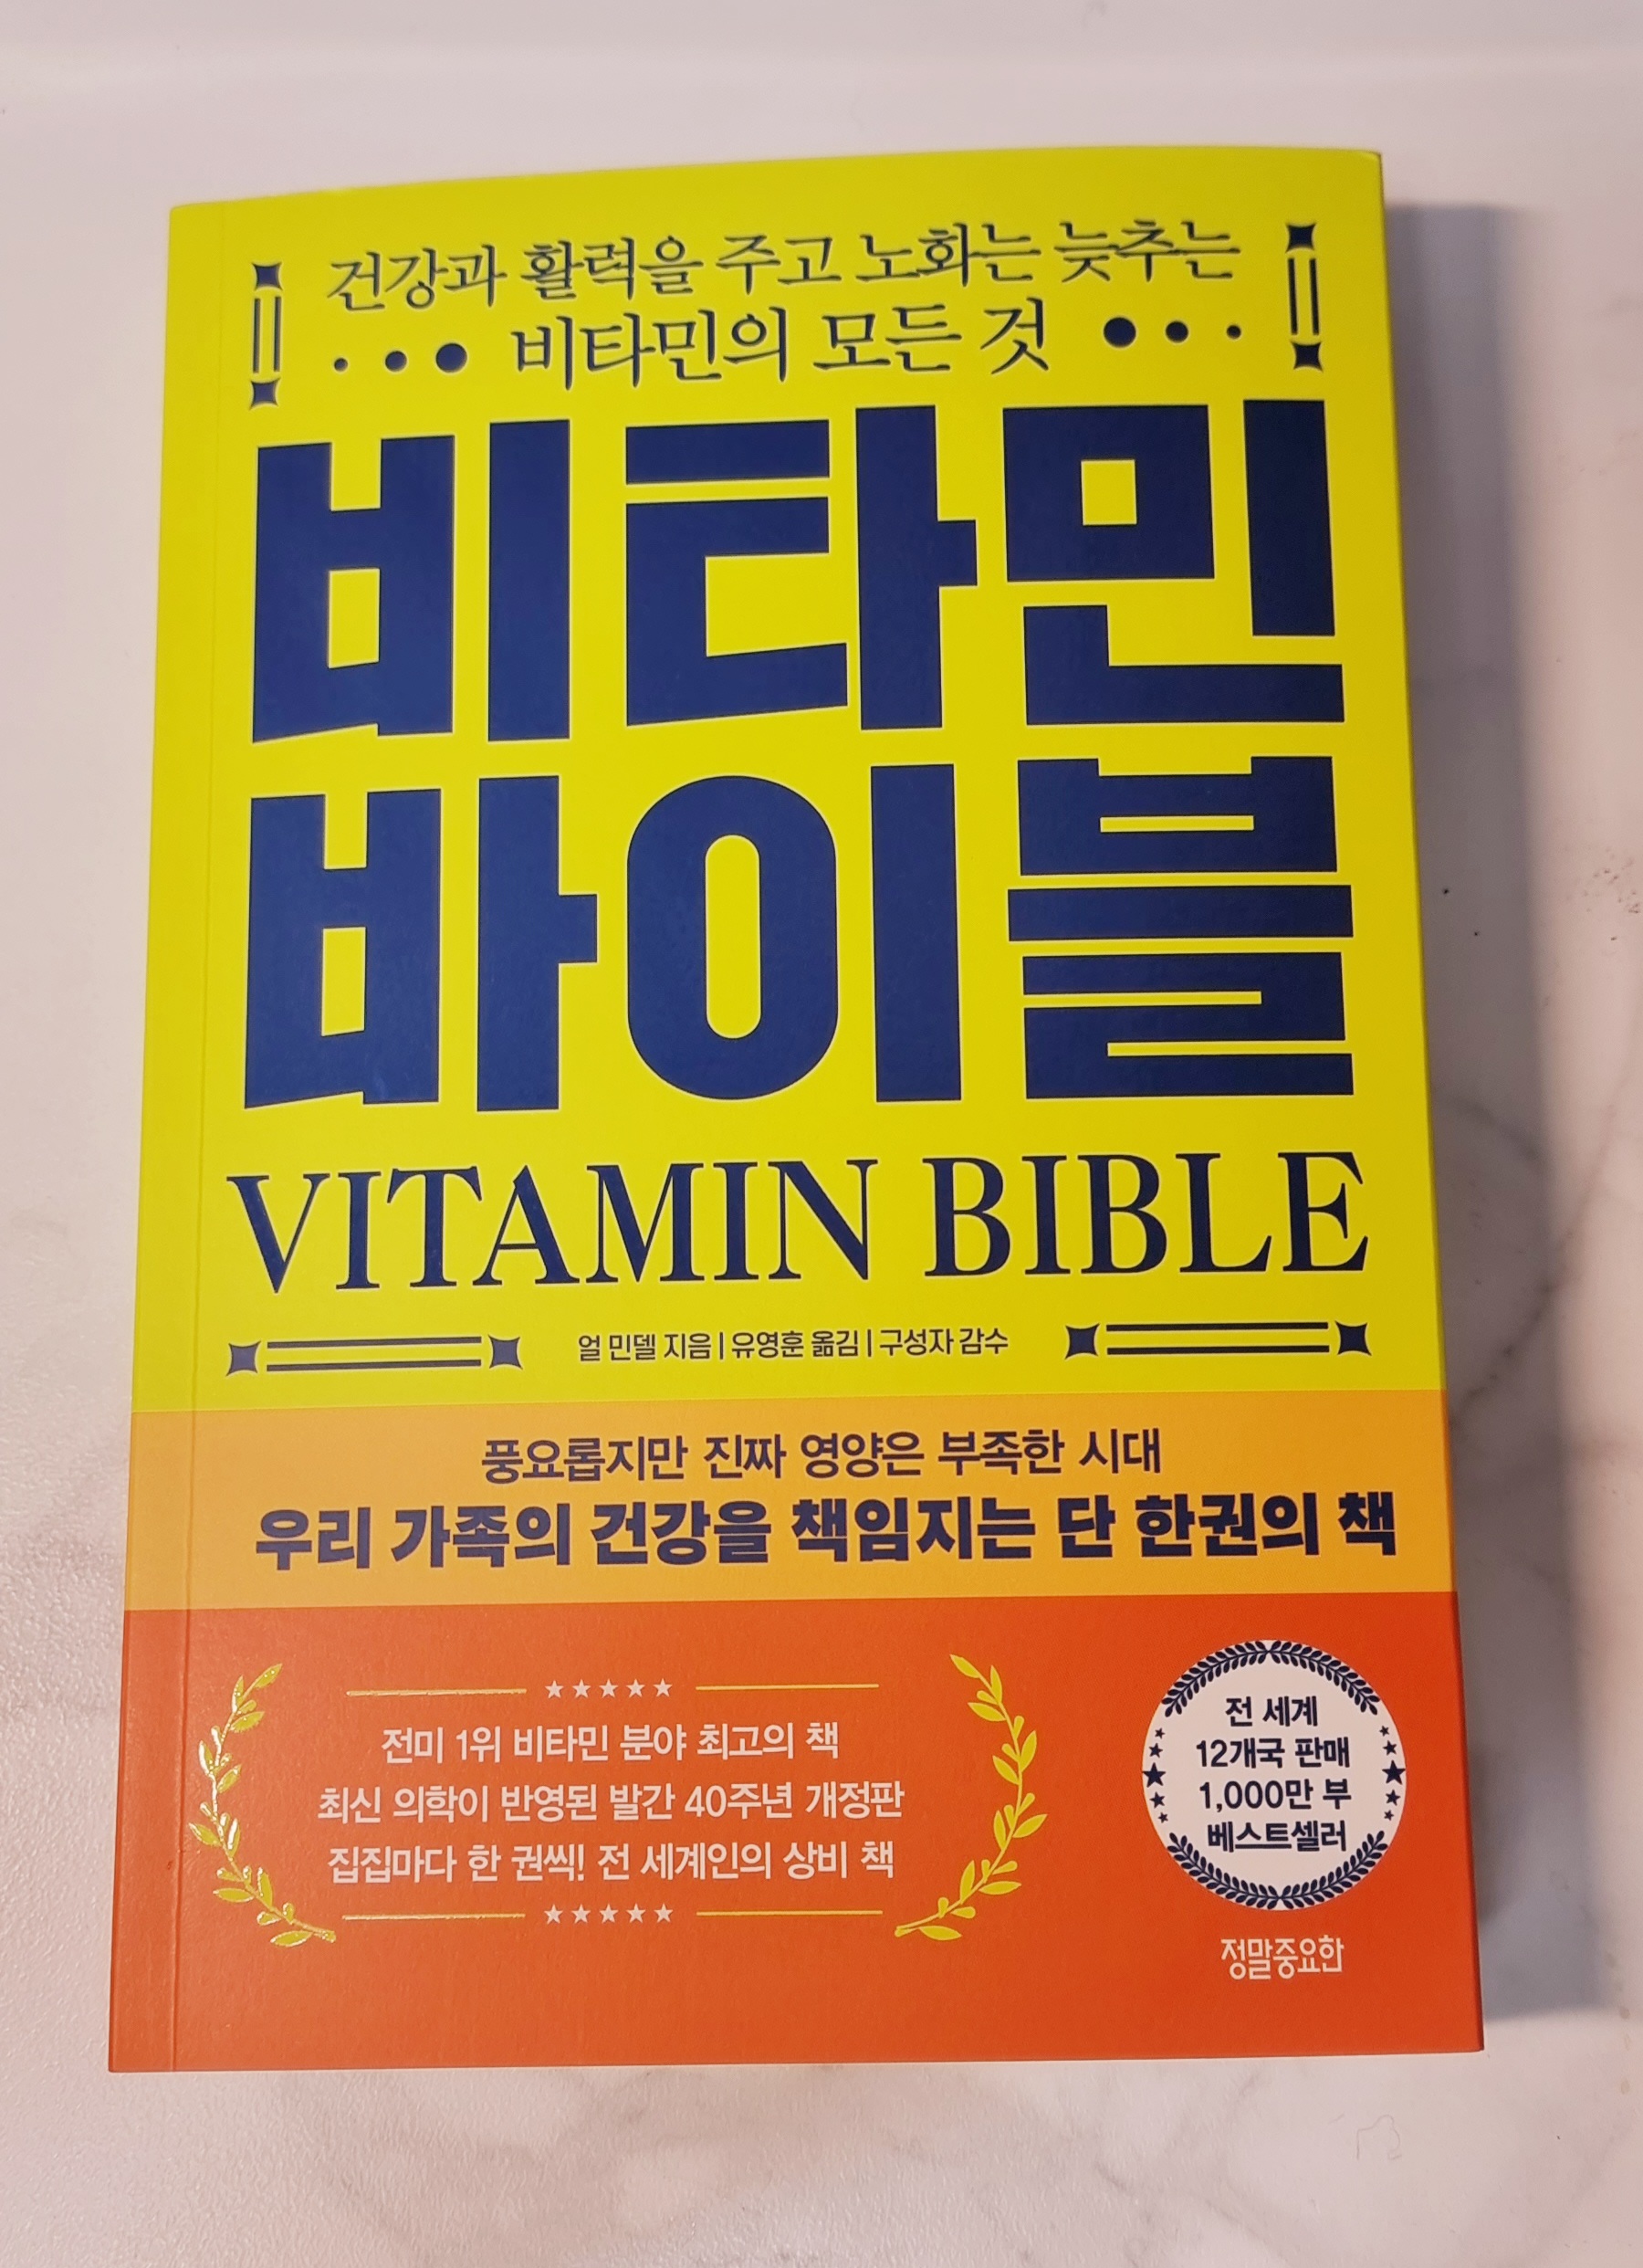 건강과 활력을 주고 노화는 늦추는
비타민의 모든 것
비타민
바이블
VITAMIN BIBLE
얼 민델 지음 | 유영훈 옮김 | 구성자 감수
풍요롭지만 진짜 영양은 부족한 시대
우리 가족의 건강을 책임지는 단 한권의 책
전미 1위 비타민 분야 최고의 책
최신 의학이 반영된 발간 40주년 개정판
집집마다 한 권씩! 전 세계인의 상비 책
전 세계
12개국 판매
1,000만 부
베스트셀러
정말중요한